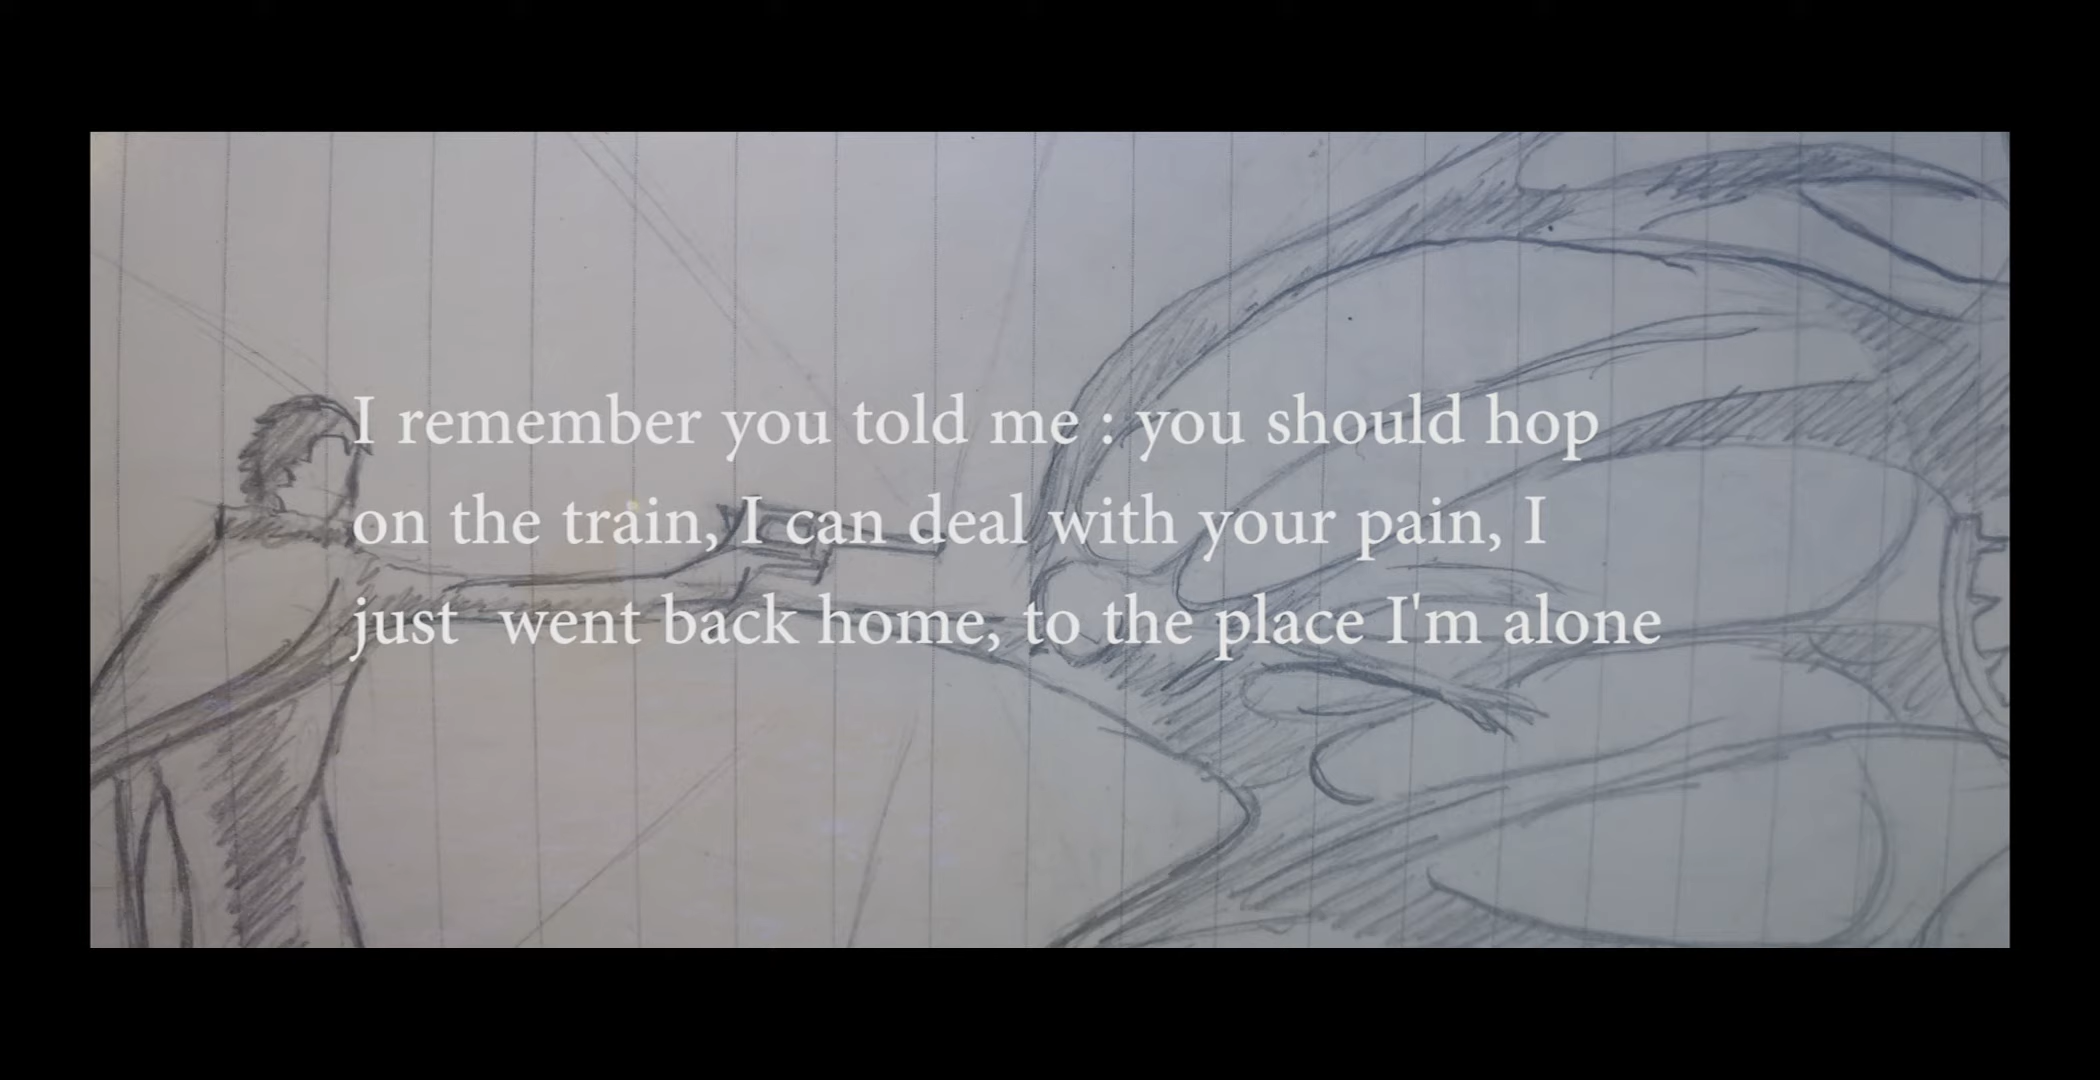 I remember you told me : you should hop
on the train, I can deal with your pain, I
just  went back home, to the place I'm alone